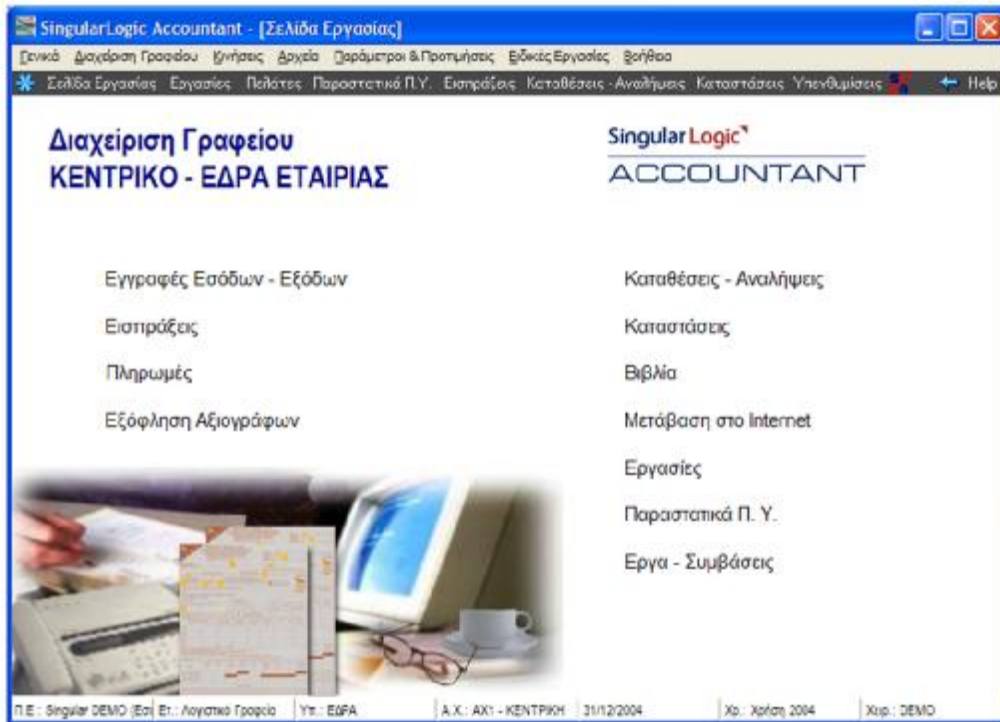 SingularLogic Accountant - [Σελίδα Εργασίας]
Γενικά Διαχείριση Γραφείου Κινήσεις Αρχεία Παράμετροι & Προτιμήσεις Ειδικές Εργασίες Βοήθεια
Σελίδα Εργασίας Εργασίες Πελάτες Παραστατικά Π.Υ. Εισπράξεις Καταθέσεις - Αναλήψεις Καταστάσεις Υπενθυμίσεις Help
Διαχείριση Γραφείου
ΚΕΝΤΡΙΚΟ - ΕΔΡΑ ΕΤΑΙΡΙΑΣ
SingularLogic
ACCOUNTANT
Εγγραφές Εσόδων - Εξόδων
Εισπράξεις
Πληρωμές
Εξόφληση Αξιογράφων
Καταθέσεις - Αναλήψεις
Καταστάσεις
Βιβλία
Μετάβαση στο Internet
Εργασίες
Παραστατικά Π. Υ.
Εργα - Συμβάσεις
Π.Ε.: Singular DEMO (Εσι Ετ.: Λογιστικο Γραφείο Υπ.: ΕΔΡΑ Α.Χ.: ΑΧ1 - ΚΕΝΤΡΙΚΗ 31/12/2004 Χρ.: Χρήση 2004 Χειρ.: DEMO